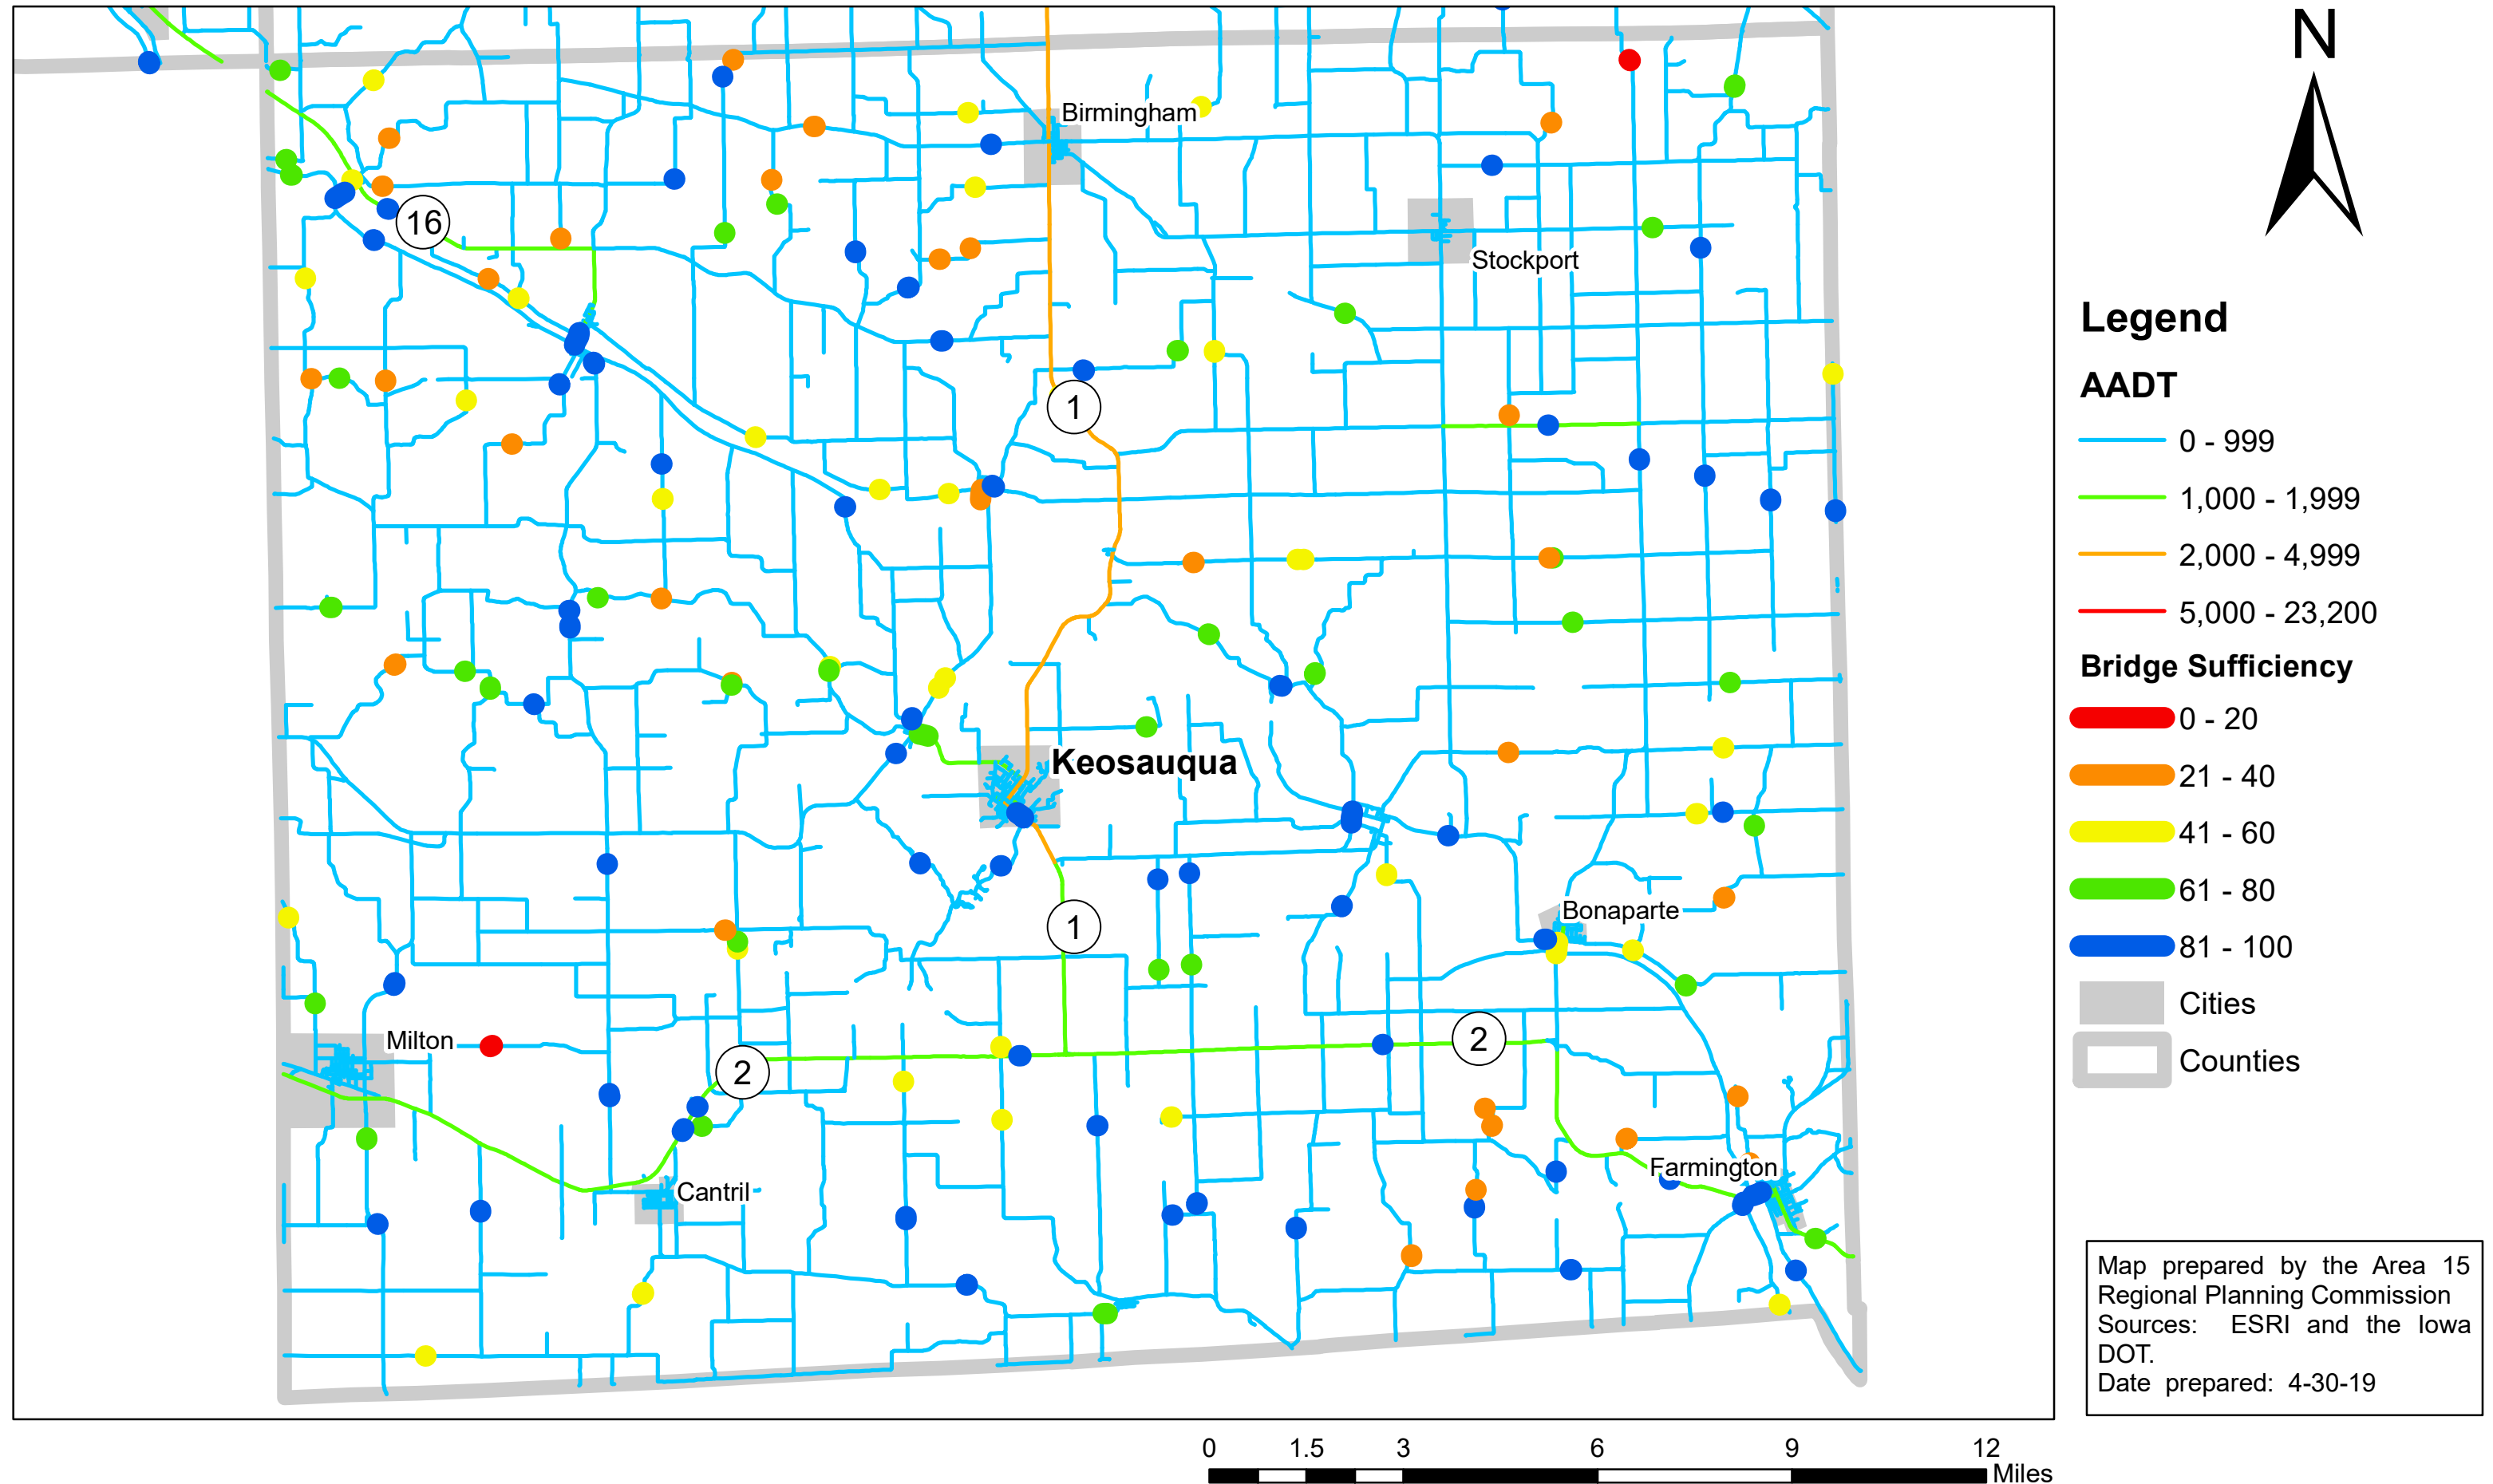 N
Birmingham
16
Stockport
1
Keosauqua
1
Bonaparte
Milton
2
2
Farmington
Cantril
Legend
AADT
0 - 999
1,000 - 1,999
2,000 - 4,999
5,000 - 23,200
Bridge Sufficiency
0 - 20
21 - 40
41 - 60
61 - 80
81 - 100
Cities
Counties
Map prepared by the Area 15
Regional Planning Commission
Sources: ESRI and the Iowa
DOT.
Date prepared: 4-30-19
0 1.5 3 6 9 12
Miles